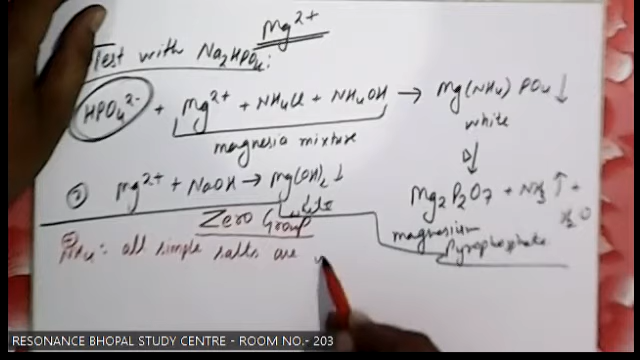 Mg2+
Test with Na2HPO4:
HPO4 2- + Mg2+ + NH4Cl + NH4OH → Mg(NH4)PO4 ↓
magnesia mixture
white
Δ↓
Mg2P2O7 + NH3 ↑ + H2O
magnesium Pyrophosphate
② Mg2+ + NaOH → Mg(OH)2 ↓
white
Zero Group
NH4+: all simple salts are
RESONANCE BHOPAL STUDY CENTRE - ROOM NO.- 203